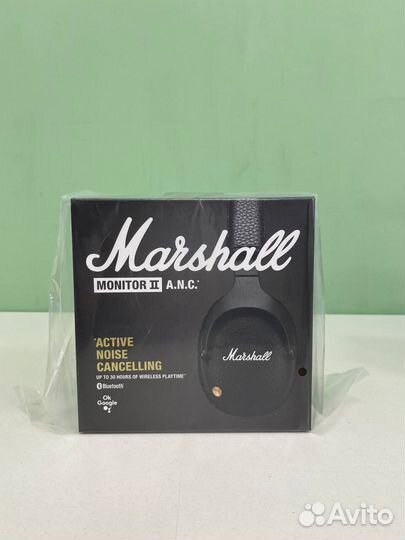 Marshall
MONITOR II A.N.C.*
*ACTIVE
NOISE
CANCELLING
UP TO 30 HOURS OF WIRELESS PLAYTIME**
Bluetooth®
Ok
Google
Marshall
Avito